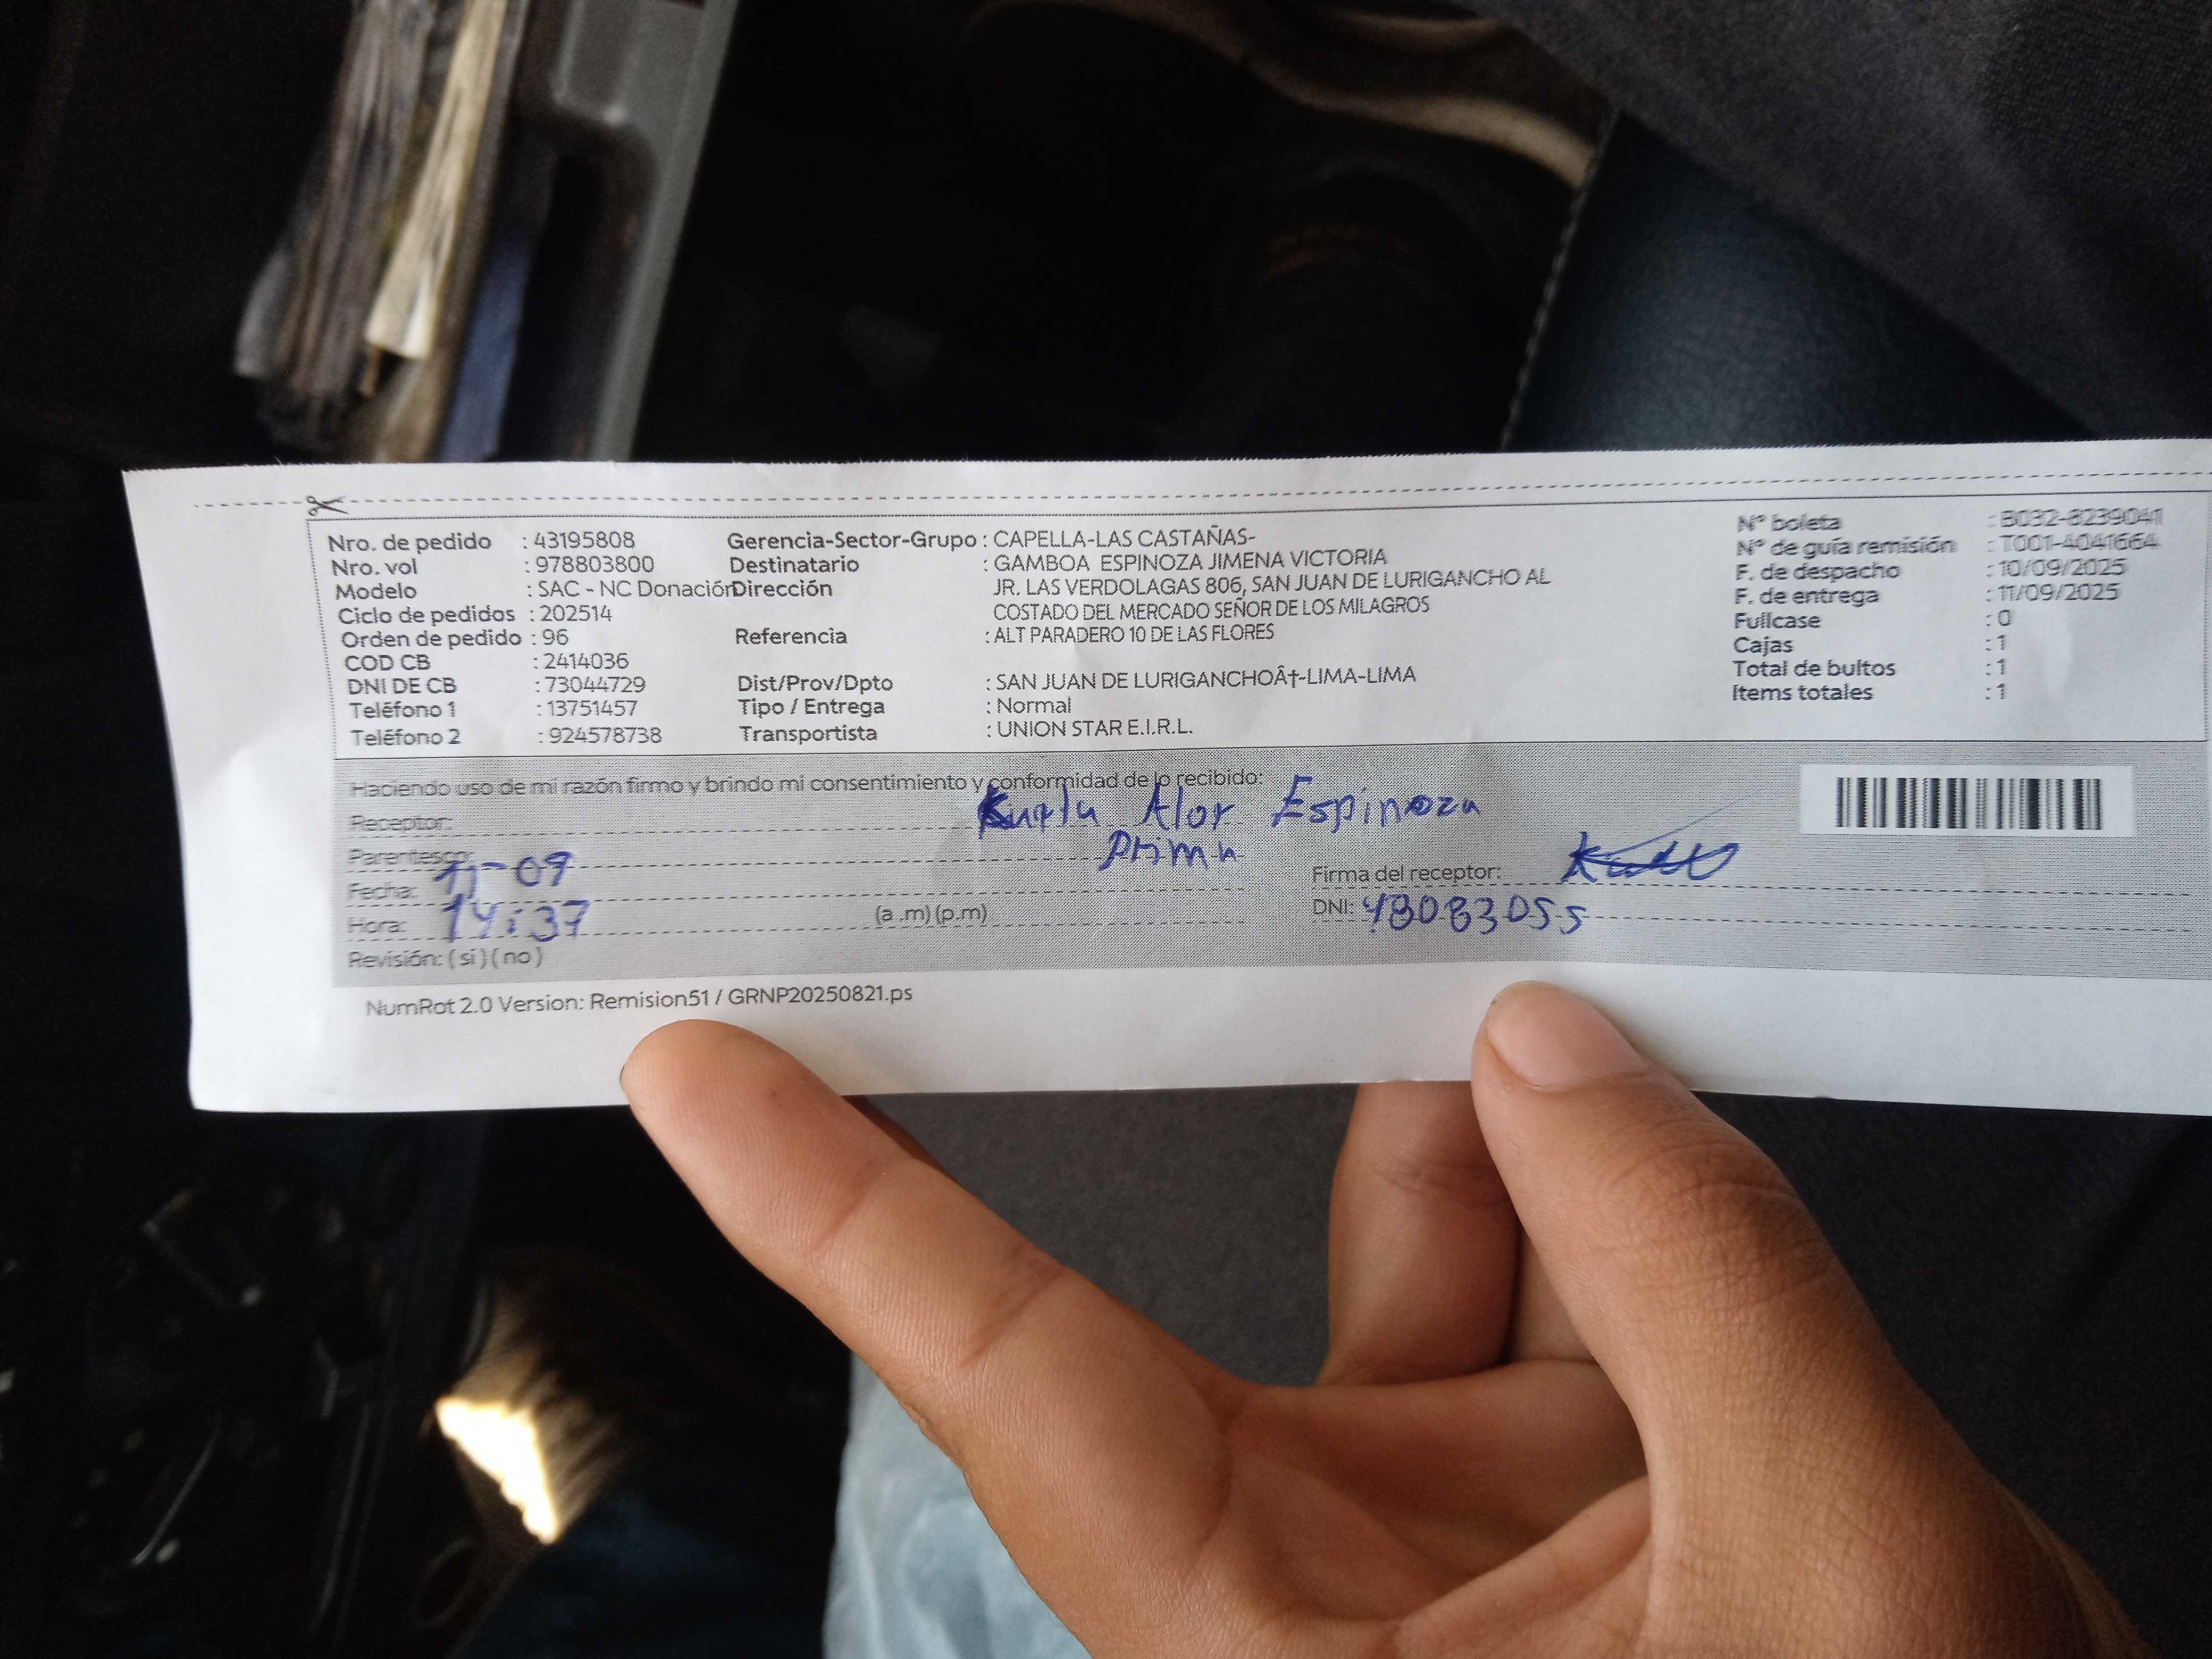 Nro. de pedido : 43195808
Nro. vol : 978803800
Modelo : SAC - NC Donación
Ciclo de pedidos : 202514
Orden de pedido : 96
COD CB : 2414036
DNI DE CB : 73044729
Teléfono 1 : 13751457
Teléfono 2 : 924578738
Gerencia-Sector-Grupo : CAPELLA-LAS CASTAÑAS-
Destinatario : GAMBOA ESPINOZA JIMENA VICTORIA
Dirección JR. LAS VERDOLAGAS 806, SAN JUAN DE LURIGANCHO AL
COSTADO DEL MERCADO SEÑOR DE LOS MILAGROS
Referencia : ALT PARADERO 10 DE LAS FLORES
Dist/Prov/Dpto : SAN JUAN DE LURIGANCHOÂ†-LIMA-LIMA
Tipo / Entrega : Normal
Transportista : UNION STAR E.I.R.L.
N° boleta : B032-8239041
N° de guía remisión : T001-4041664
F. de despacho : 10/09/2025
F. de entrega : 11/09/2025
Fullcase : 0
Cajas : 1
Total de bultos : 1
Items totales : 1
Haciendo uso de mi razón firmo y brindo mi consentimiento y conformidad de lo recibido:
Receptor: Karla Alor Espinoza
Parentesco: Prima
Fecha: 11-09
Hora: 14:37 (a .m) (p.m)
Revisión: ( si ) ( no )
Firma del receptor:
DNI: 48083055
NumRot 2.0 Version: Remision51 / GRNP20250821.ps